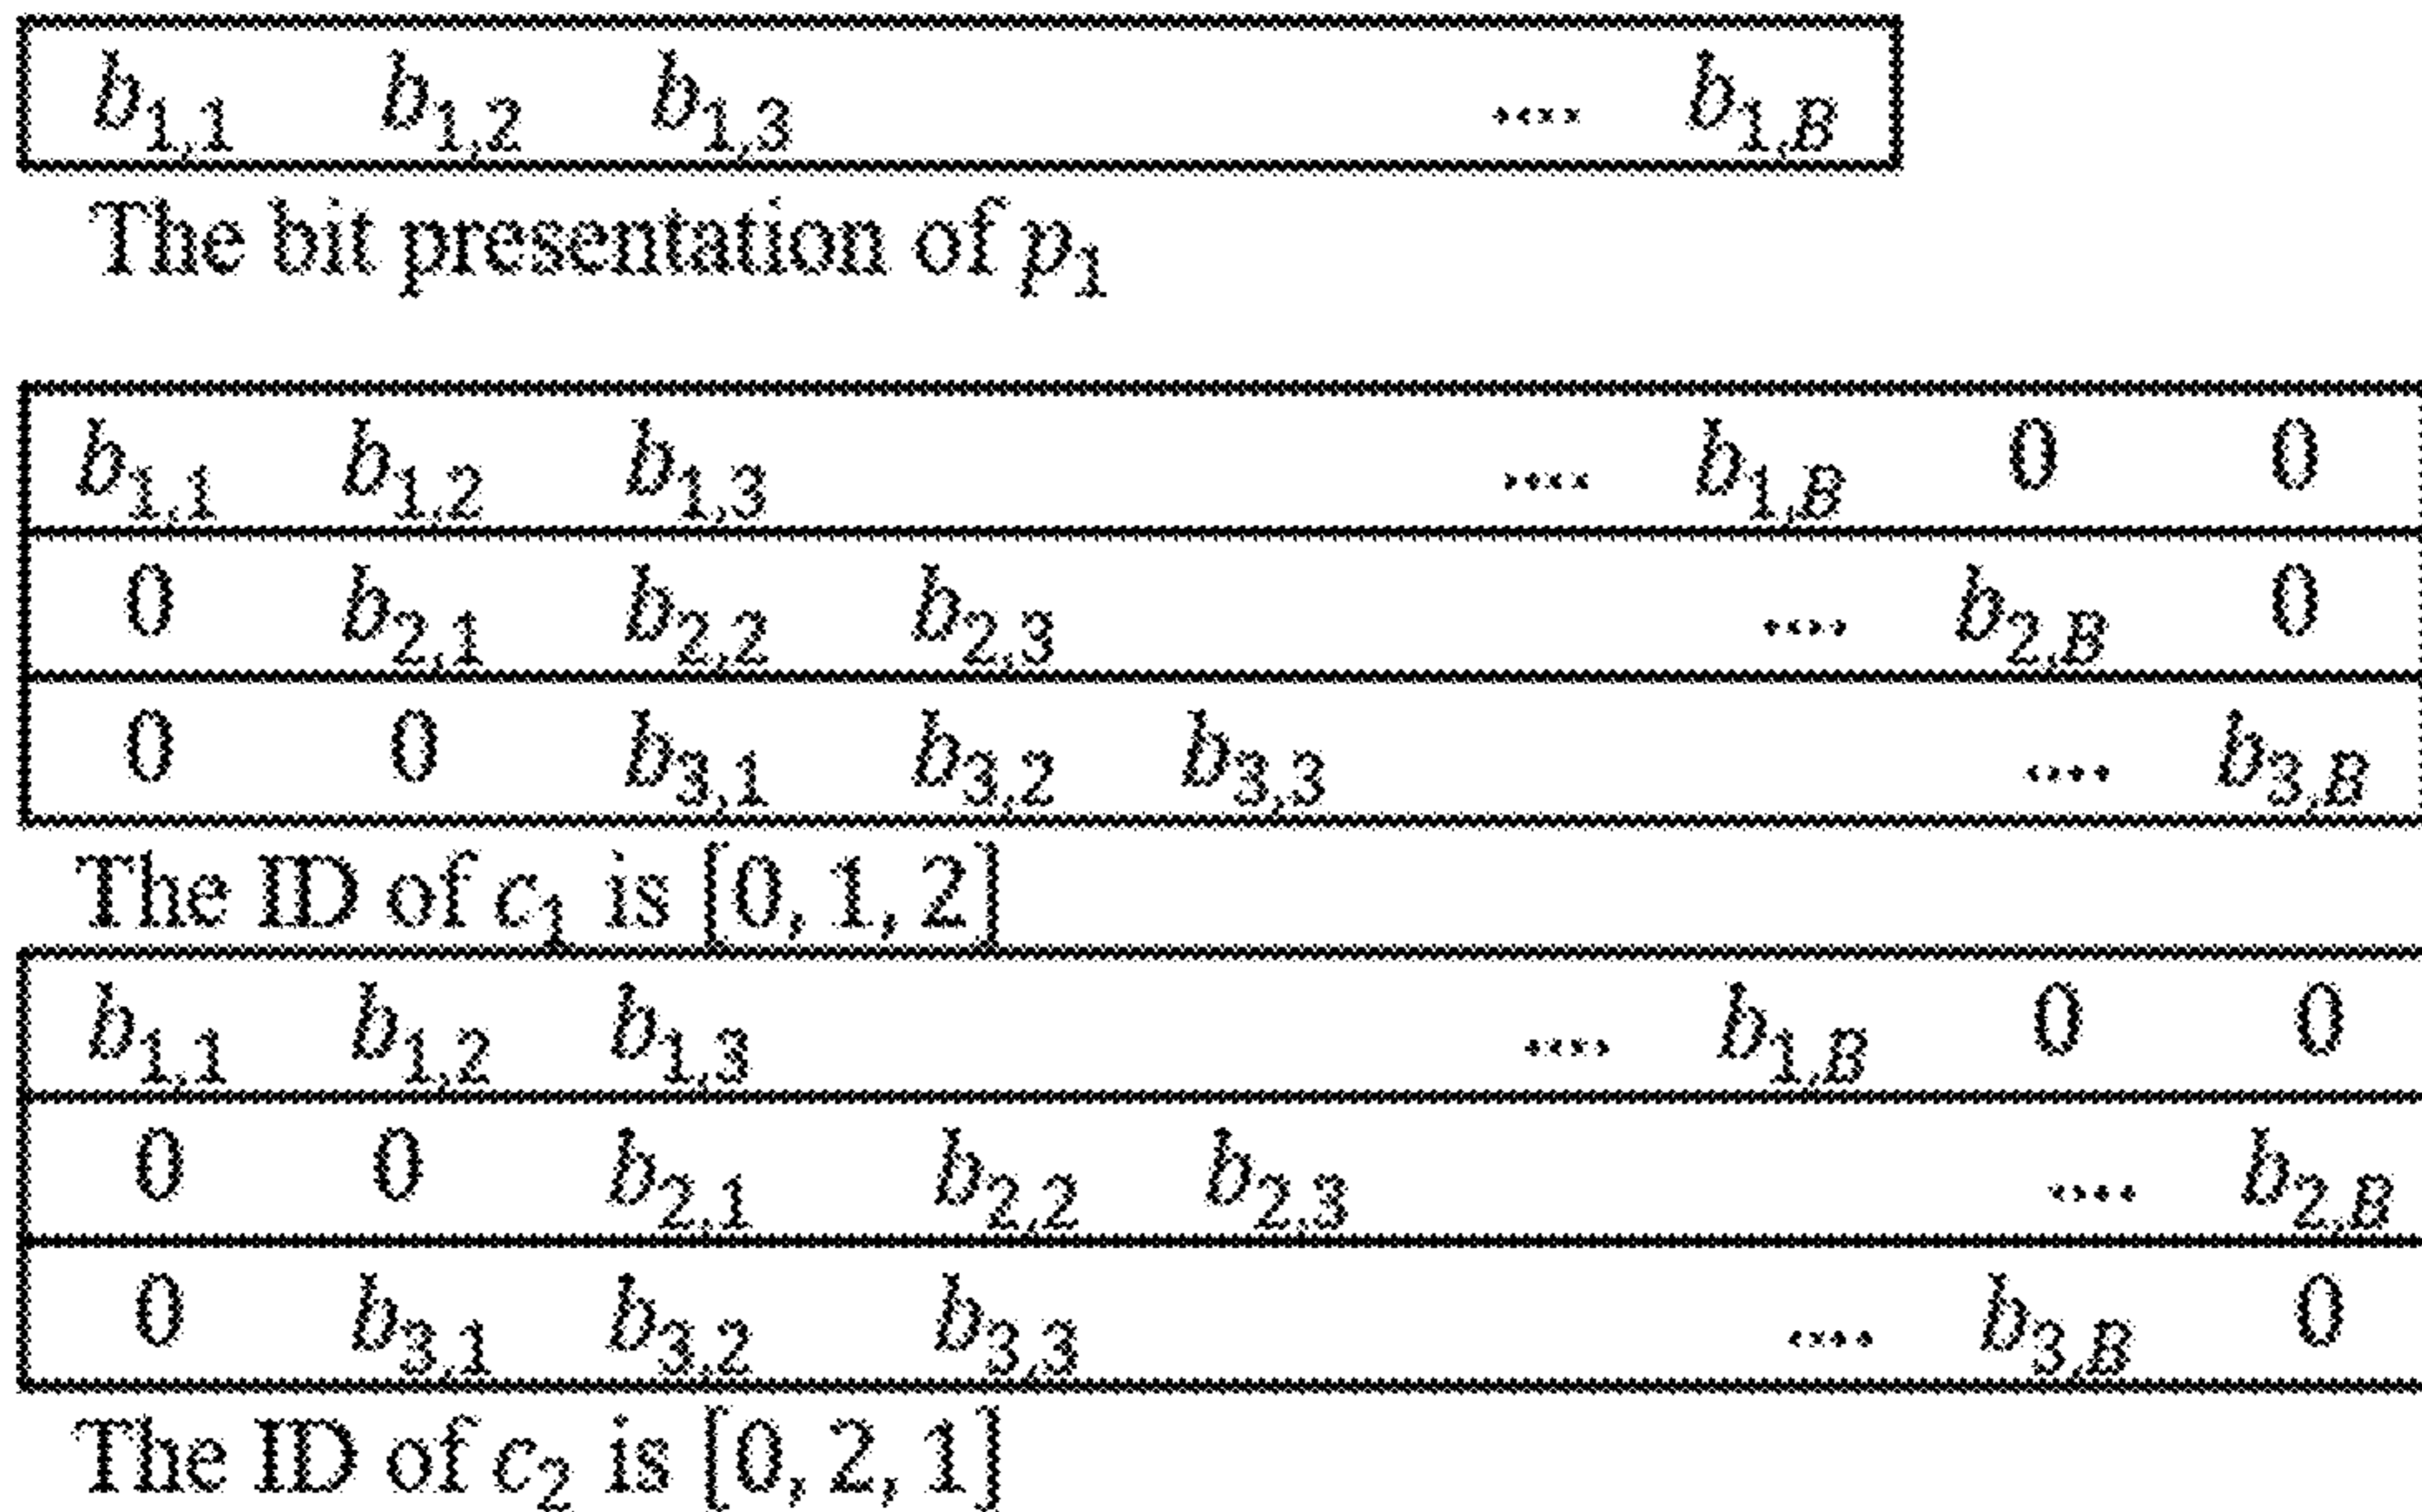 b1,1 b1,2 b1,3 .... b1,B
The bit presentation of p1
b1,1 b1,2 b1,3 .... b1,B 0 0
0 b2,1 b2,2 b2,3 .... b2,B 0
0 0 b3,1 b3,2 b3,3 .... b3,B
The ID of c1 is [0, 1, 2]
b1,1 b1,2 b1,3 .... b1,B 0 0
0 0 b2,1 b2,2 b2,3 .... b2,B
0 b3,1 b3,2 b3,3 .... b3,B 0
The ID of c2 is [0, 2, 1]